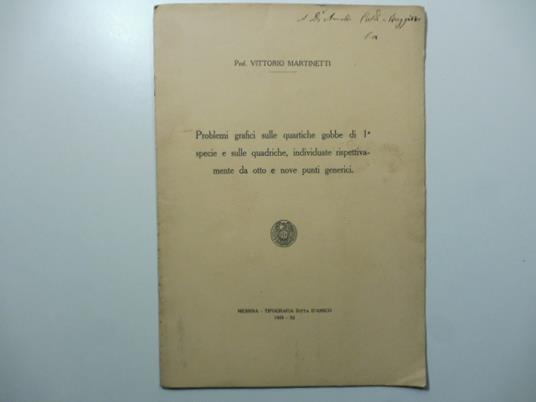 Prof. VITTORIO MARTINETTI
Problemi grafici sulle quartiche gobbe di 1ª
specie e sulle quadriche, individuate rispettiva-
mente da otto e nove punti generici.
MESSINA - TIPOGRAFIA Ditta D'AMICO